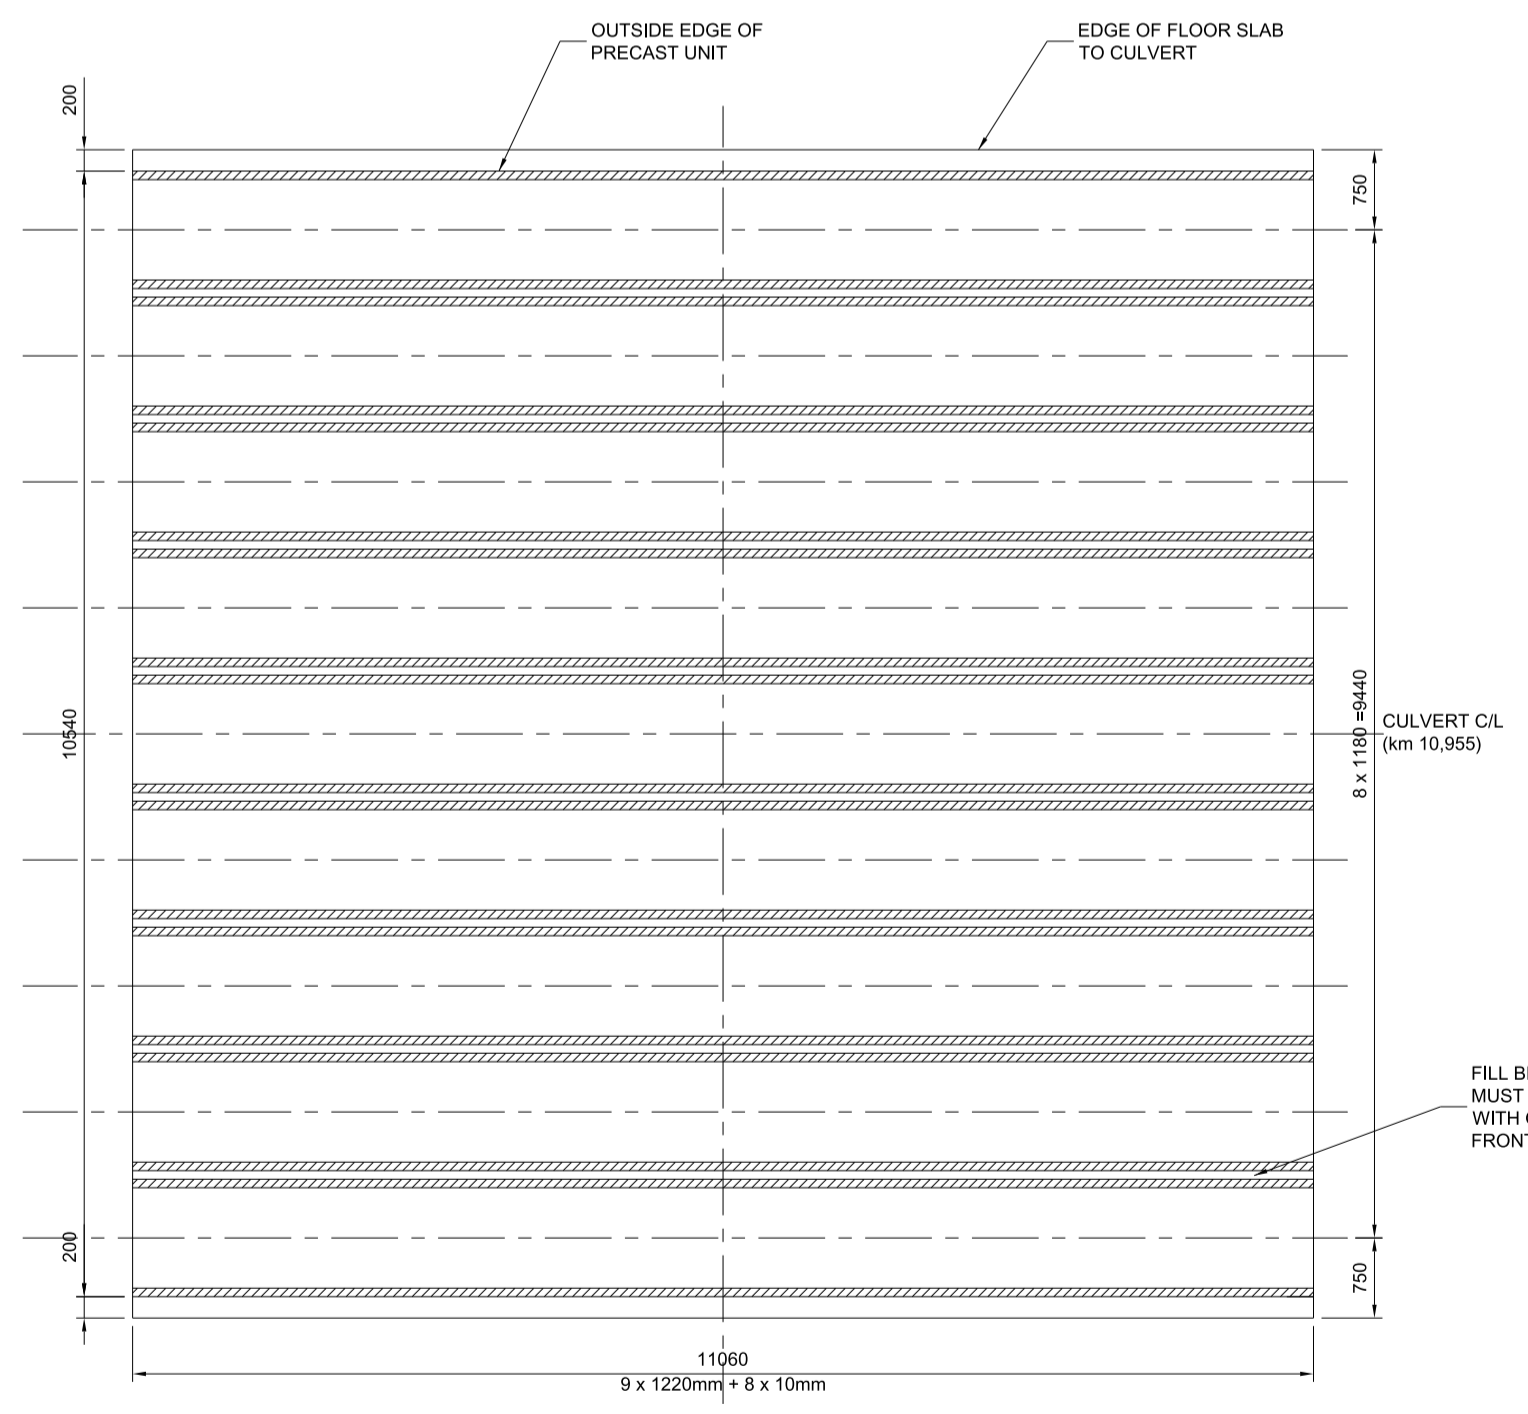 OUTSIDE EDGE OF
PRECAST UNIT
EDGE OF FLOOR SLAB
TO CULVERT
200
750
10540
8 x 1180 =9440
CULVERT C/L
(km 10,955)
FILL
MUST
WITH
FRONT
200
750
11060
9 x 1220mm + 8 x 10mm